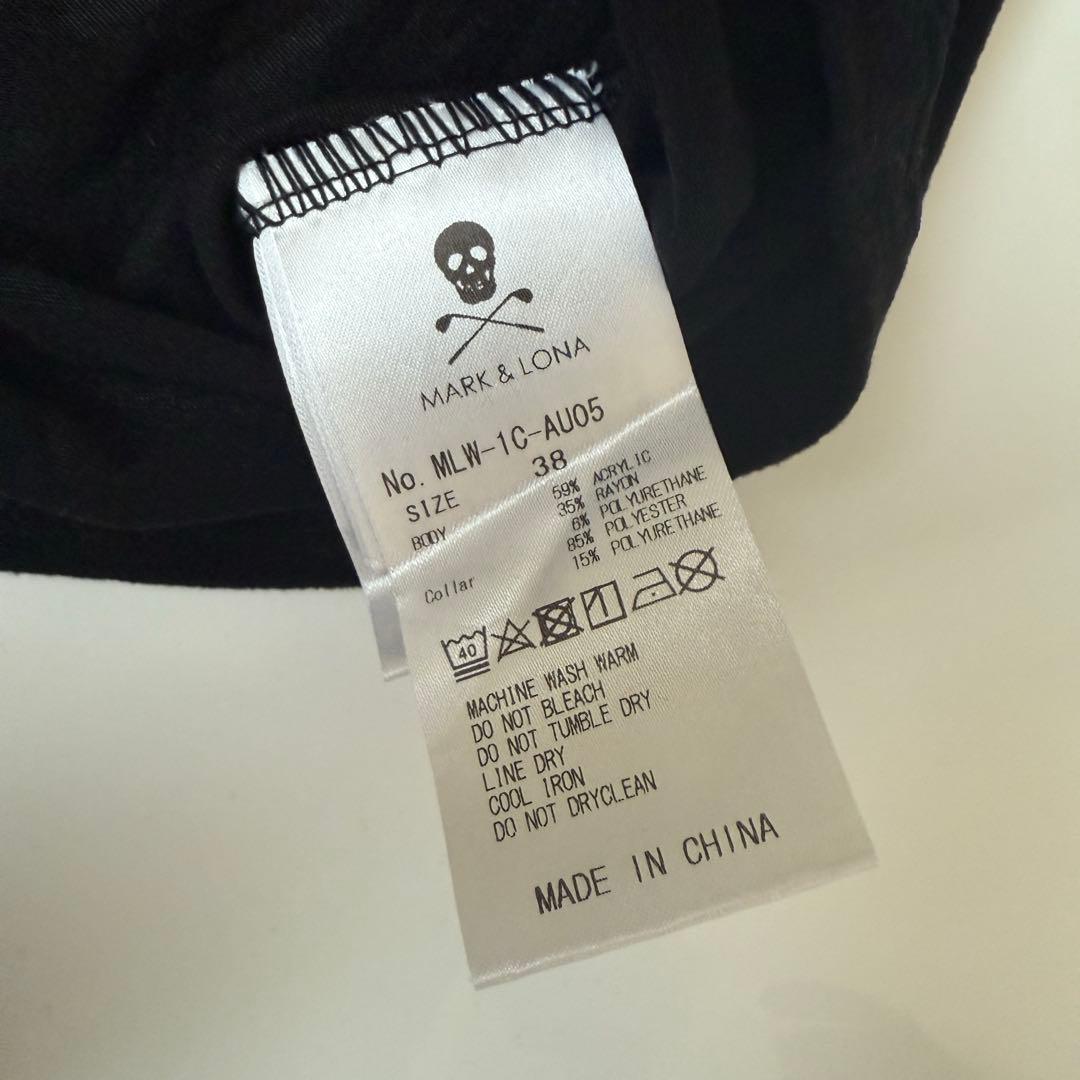 MARK & LONA
No. MLW-1C-AU05
SIZE 38
BODY 59% ACRYLIC
35% RAYON
6% POLYURETHANE
Collar 85% POLYESTER
15% POLYURETHANE
40
MACHINE WASH WARM
DO NOT BLEACH
DO NOT TUMBLE DRY
LINE DRY
COOL IRON
DO NOT DRYCLEAN
MADE IN CHINA